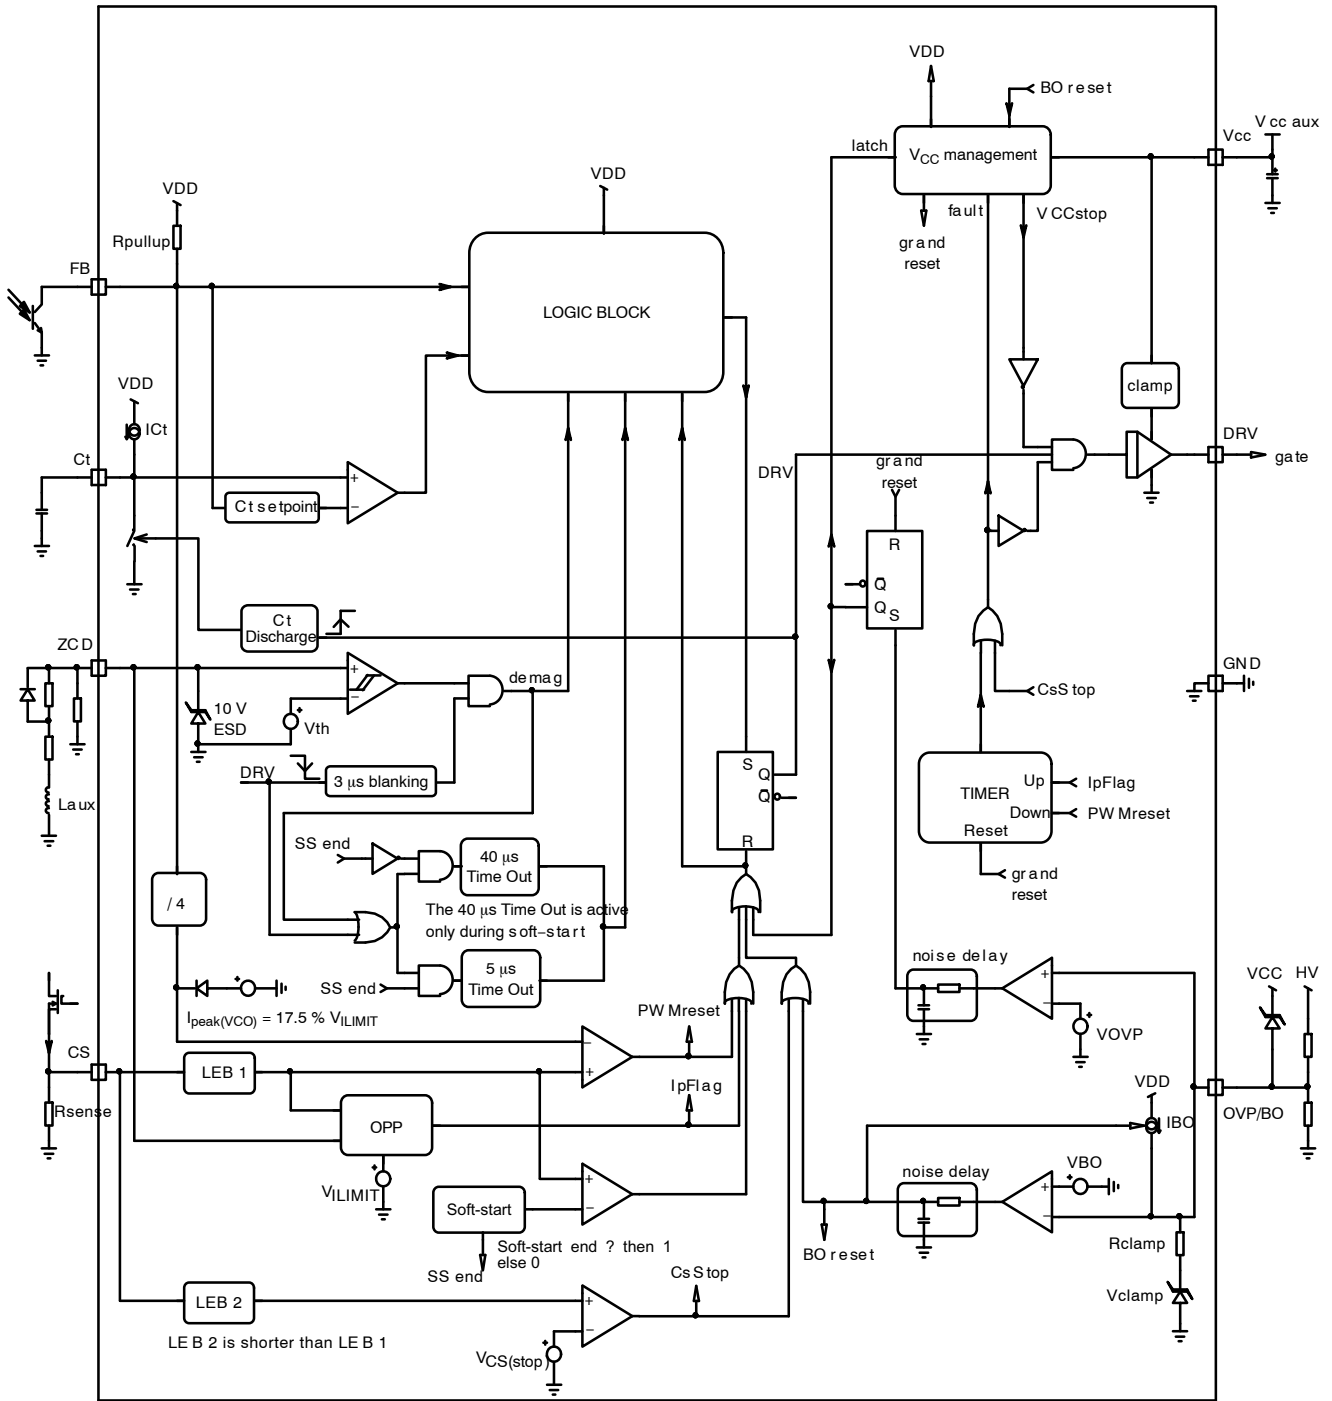 VDD
BO reset
Vcc
Vcc aux
latch
VCC management
VDD
VDD
fault
VCCstop
Rpullup
grand
reset
FB
LOGIC BLOCK
VDD
clamp
ICt
DRV
Ct
grand
reset
gate
DRV
+
Ct setpoint
−
R
Q
Q
S
Ct
Discharge
ZCD
GND
+
demag
CsStop
−
10 V
ESD
Vth
S
DRV
3 μs blanking
Q
Q
Up
IpFlag
TIMER
Laux
Down
PWMreset
Reset
SS end
R
40 μs
Time Out
grand
reset
/ 4
The 40 μs Time Out is active
only during soft−start
noise delay
5 μs
Time Out
VCC
HV
SS end
+
−
Ipeak(VCO) = 17.5 % VILIMIT
PWMreset
VOVP
CS
−
LEB 1
+
VDD
IpFlag
Rsense
OPP
IBO
OVP/BO
noise delay
VBO
+
+
VILIMIT
Soft−start
−
−
Soft−start end ? then 1
else 0
BO reset
Rclamp
SS end
CsStop
Vclamp
LEB 2
+
−
LEB 2 is shorter than LEB 1
VCS(stop)